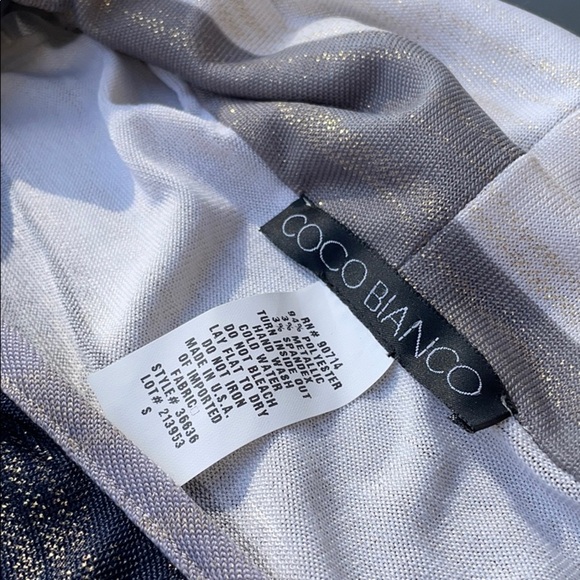 COCO BIANCO
RN# 90714
94% POLYESTER
3% METALLIC
3% SPANDEX
TURN INSIDE OUT
HAND WASH
COLD WATER
DO NOT BLEACH
LAY FLAT TO DRY
DO NOT IRON
MADE IN U.S.A.
OF IMPORTED
FABRIC
STYLE# 36636
LOT# 213953
S